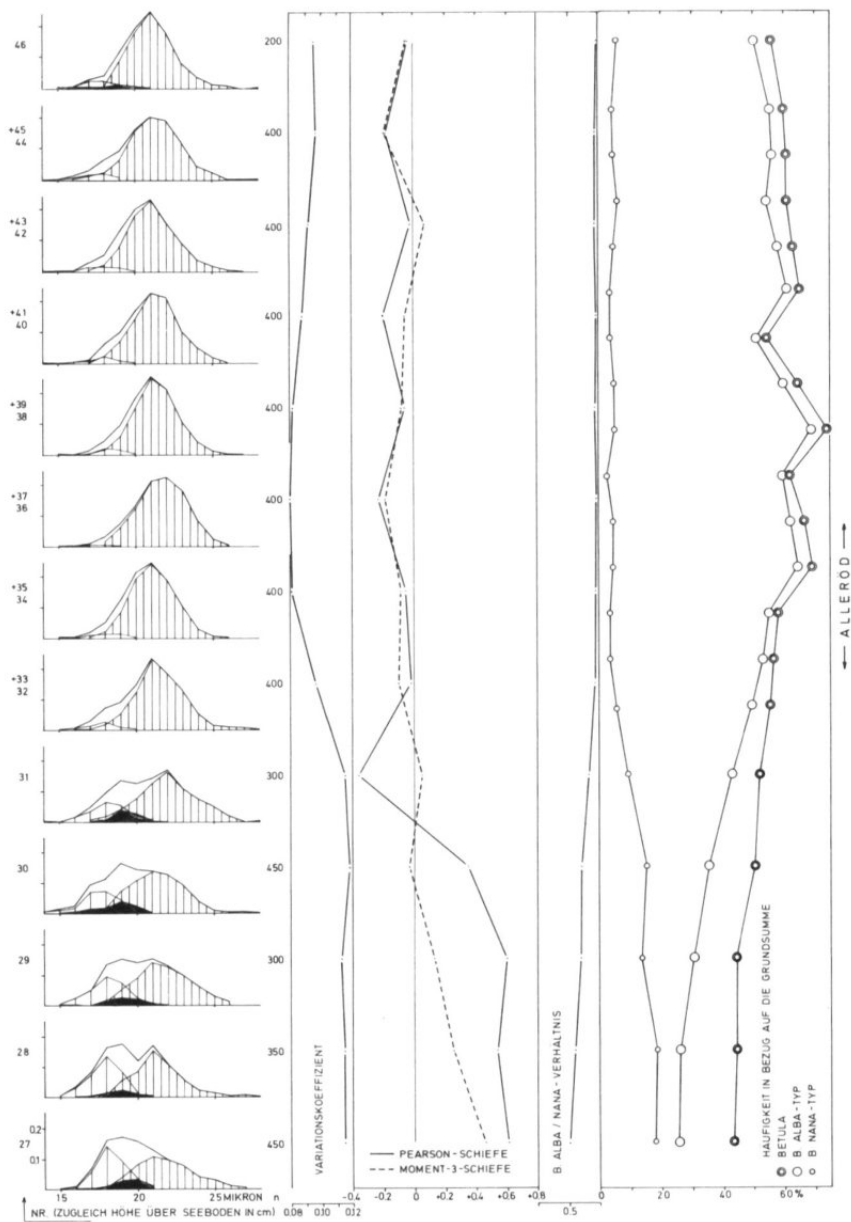 46
200
+45
44
400
+43
42
400
+41
40
400
+39
38
400
+37
36
400
+35
34
400
+33
32
400
31
300
30
450
29
300
28
350
0.2
27
0.1
450
15 20 25 MIKRON n
NR. (ZUGLEICH HÖHE ÜBER SEEBODEN IN cm)
VARIATIONSKOEFFIZIENT
0.08 0.10 0.12
PEARSON-SCHIEFE
MOMENT-3-SCHIEFE
-0.4 -0.2 0 +0.2 +0.4 +0.6 +0.8
B. ALBA / NANA-VERHÄLTNIS
0.5
0 20 40 60 80 %
HÄUFIGKEIT IN BEZUG AUF DIE GRUNDSUMME
BETULA
B ALBA-TYP
B NANA-TYP
← ALLERÖD →